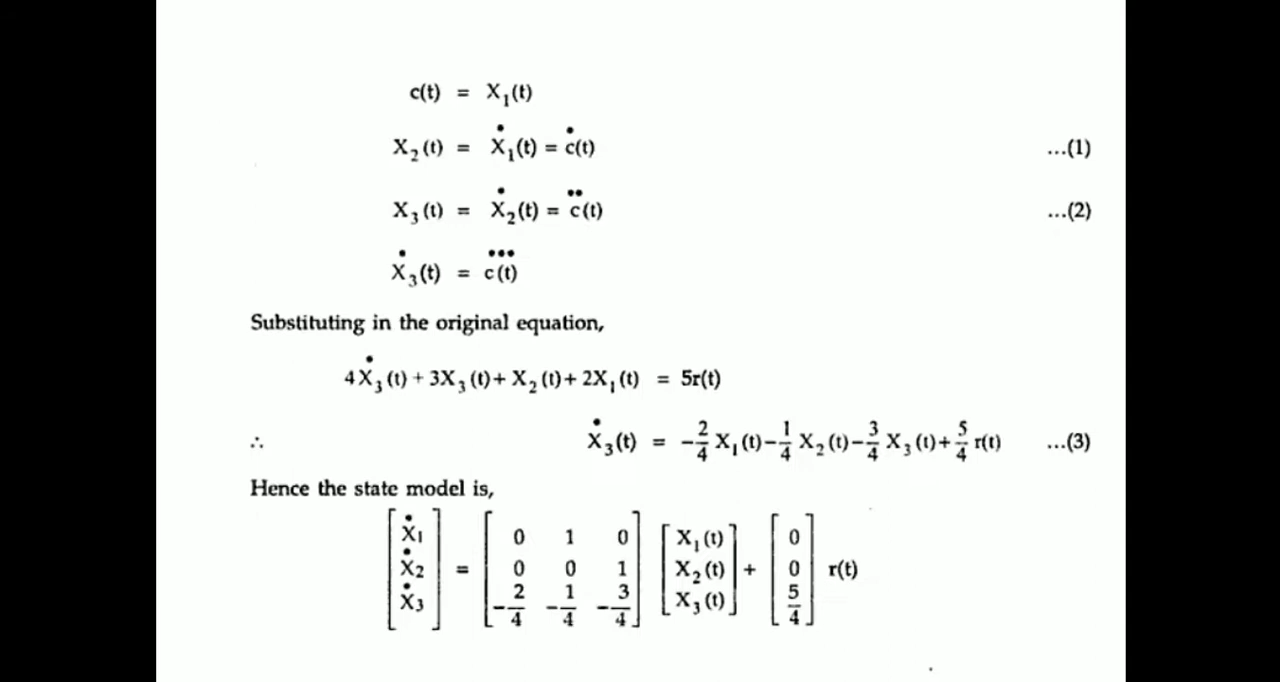 c(t) = X₁(t)
X₂(t) = Ẋ₁(t) = ċ(t) ...(1)
X₃(t) = Ẋ₂(t) = c̈(t) ...(2)
Ẋ₃(t) = c⃛(t)
Substituting in the original equation,
4Ẋ₃(t) + 3X₃(t) + X₂(t) + 2X₁(t) = 5r(t)
∴ Ẋ₃(t) = -2/4 X₁(t) - 1/4 X₂(t) - 3/4 X₃(t) + 5/4 r(t) ...(3)
Hence the state model is,
[Ẋ₁ Ẋ₂ Ẋ₃] = [0 1 0; 0 0 1; -2/4 -1/4 -3/4] [X₁(t) X₂(t) X₃(t)] + [0 0 5/4] r(t)